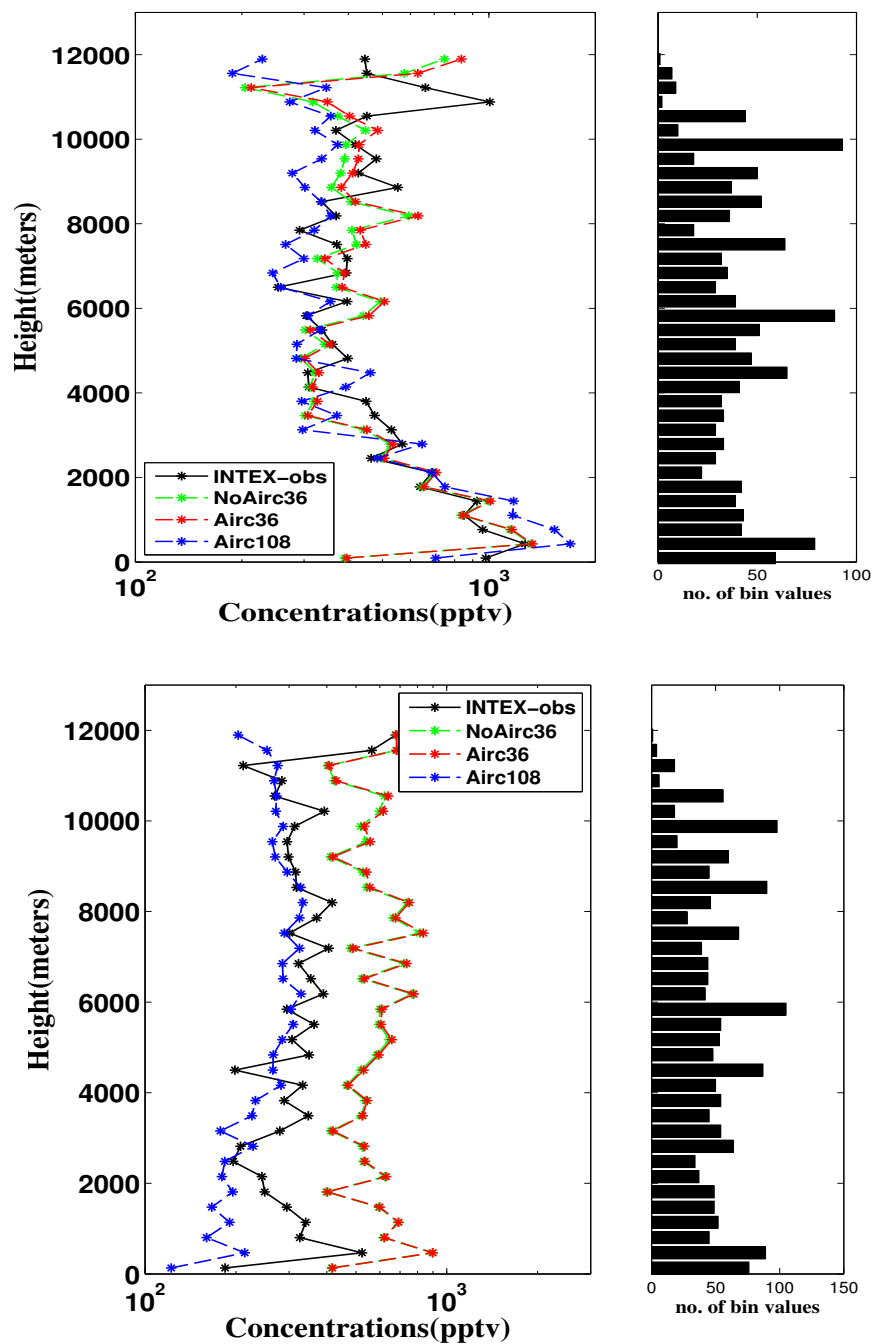 12000
10000
8000
6000
4000
2000
0
Height(meters)
INTEX-obs
NoAirc36
Airc36
Airc108
10^2
10^3
Concentrations(pptv)
0
50
100
no. of bin values
12000
10000
8000
6000
4000
2000
0
Height(meters)
INTEX-obs
NoAirc36
Airc36
Airc108
10^2
10^3
Concentrations(pptv)
0
50
100
150
no. of bin values